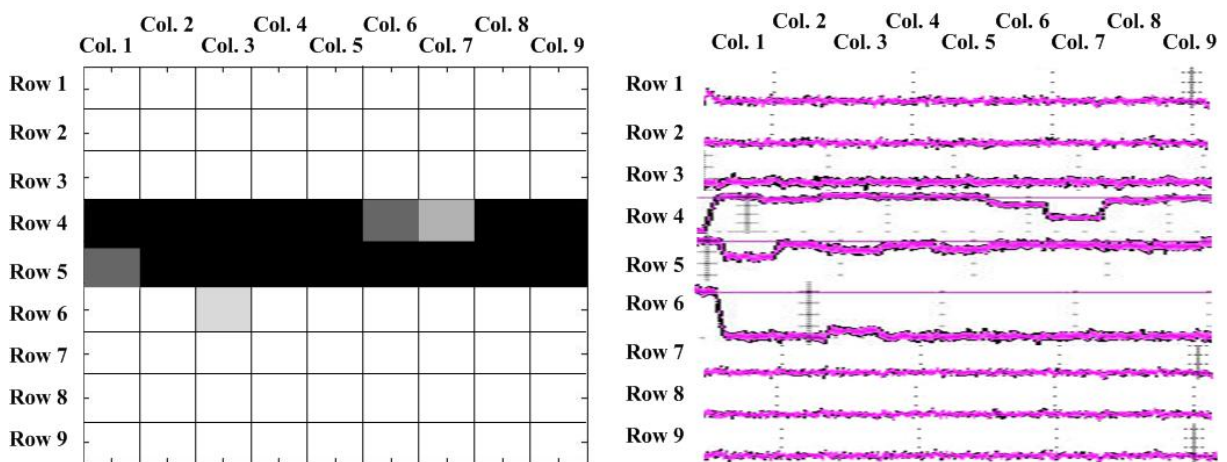 Col. 2 Col. 4 Col. 6 Col. 8
Col. 1 Col. 3 Col. 5 Col. 7 Col. 9
Row 1
Row 2
Row 3
Row 4
Row 5
Row 6
Row 7
Row 8
Row 9
Col. 2 Col. 4 Col. 6 Col. 8
Col. 1 Col. 3 Col. 5 Col. 7 Col. 9
Row 1
Row 2
Row 3
Row 4
Row 5
Row 6
Row 7
Row 8
Row 9